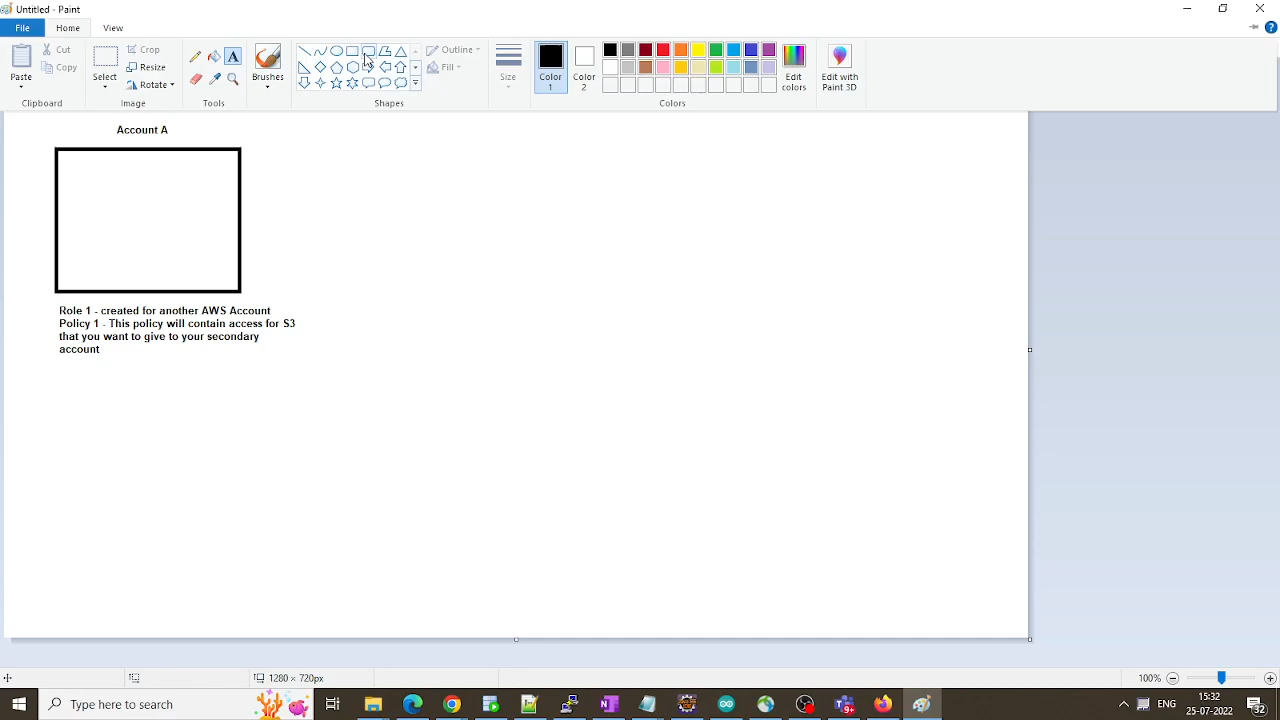 Untitled - Paint
File Home View
Paste
Cut
Copy
Clipboard
Select
Crop
Resize
Rotate
Image
Tools
Brushes
Shapes
Outline
Fill
Size
Color
1
Color
2
Edit
colors
Colors
Edit with
Paint 3D
Account A
Role 1 - created for another AWS Account
Policy 1 - This policy will contain access for S3
that you want to give to your secondary
account
1280 × 720px
100%
Type here to search
9+
ENG
15:32
25-07-2022